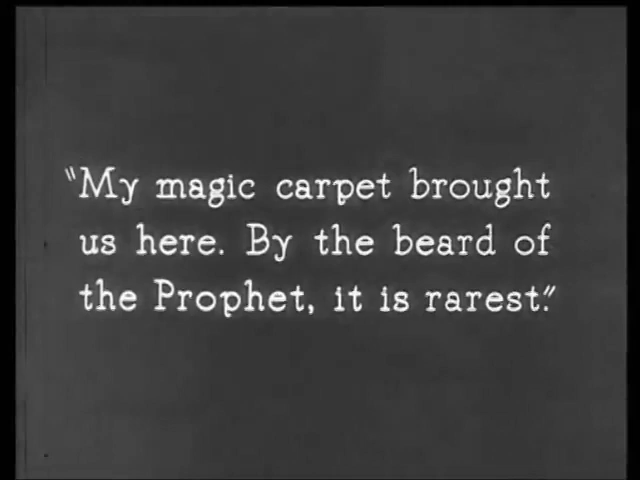 "My magic carpet brought
us here. By the beard of
the Prophet, it is rarest."